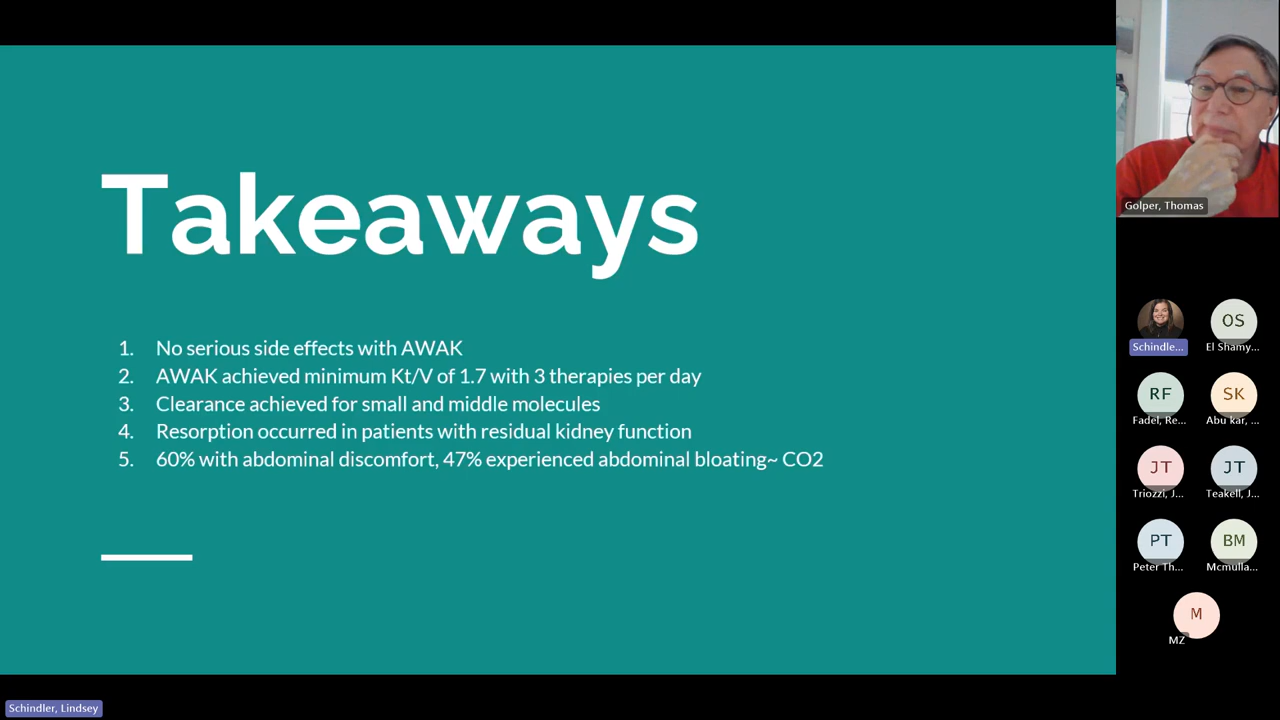 Takeaways
1. No serious side effects with AWAK
2. AWAK achieved minimum Kt/V of 1.7 with 3 therapies per day
3. Clearance achieved for small and middle molecules
4. Resorption occurred in patients with residual kidney function
5. 60% with abdominal discomfort, 47% experienced abdominal bloating~ CO2
Schindler, Lindsey
Golper, Thomas
Schindle...
OS
El Shamy,...
RF
Fadel, Re...
SK
Abu kar, ...
JT
Triozzi, J...
JT
Teakell, J...
PT
Peter Th...
BM
Mcmulla...
M
MZ